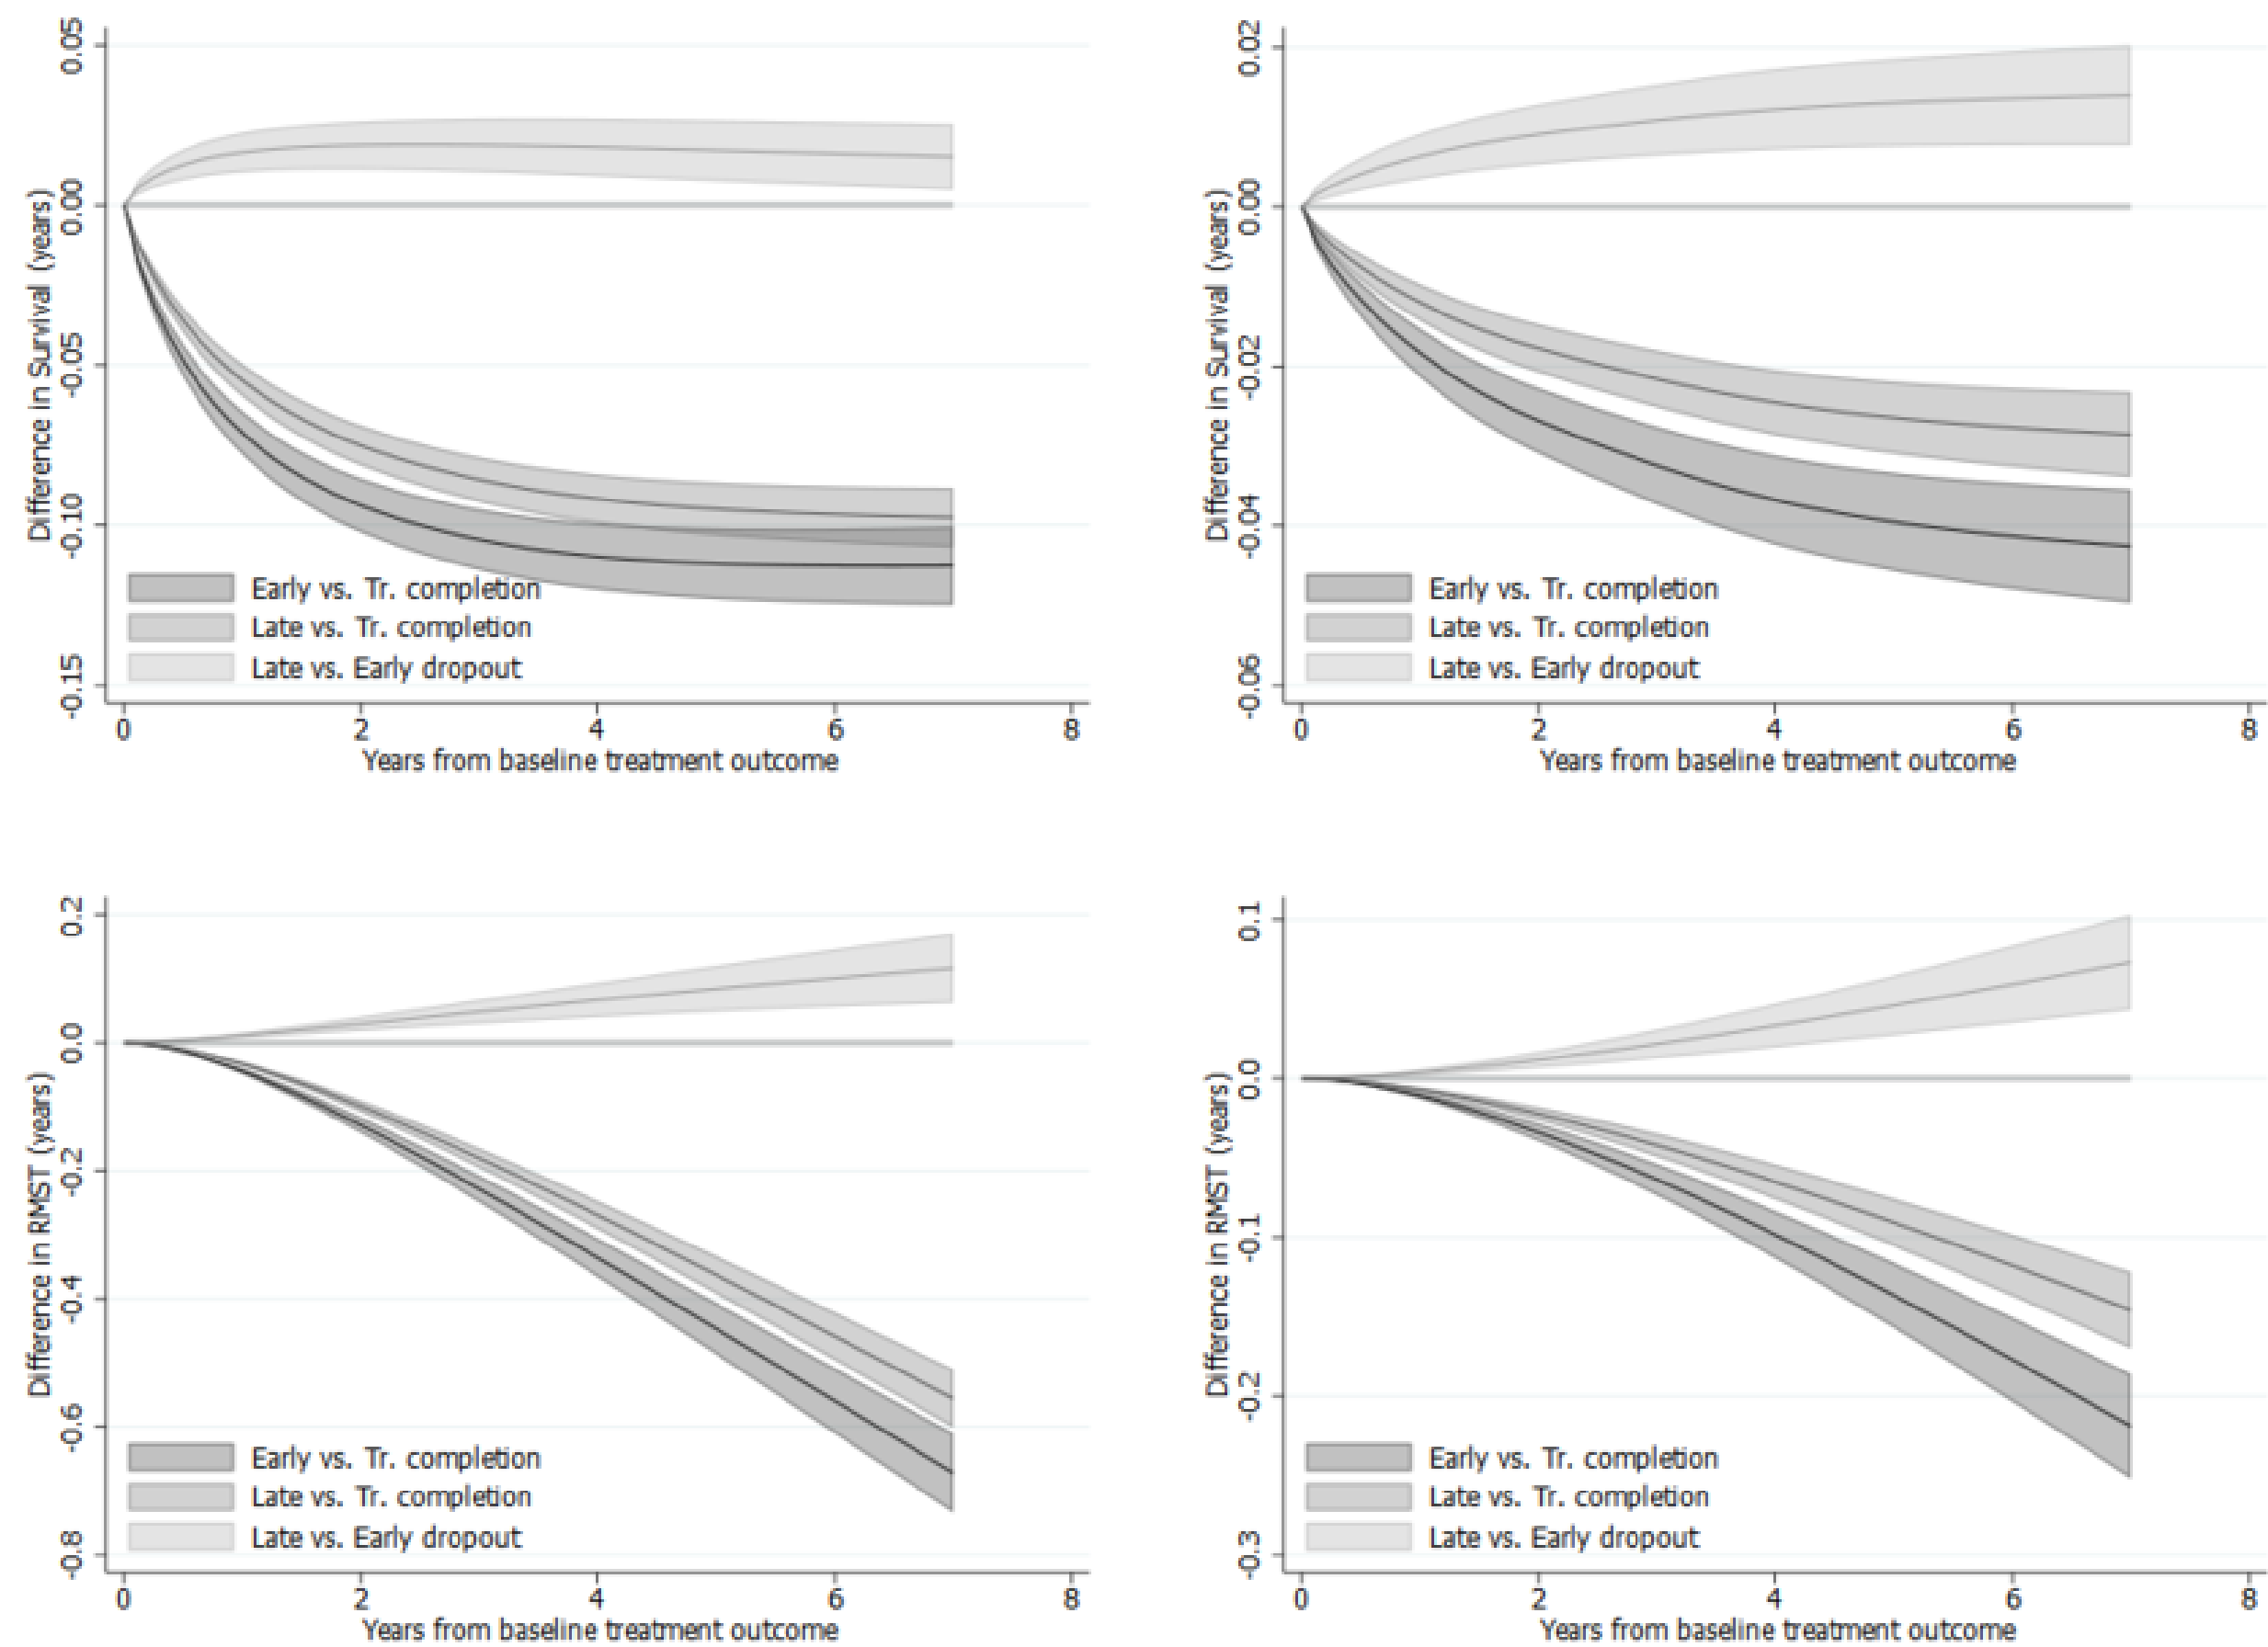 Difference in Survival (years)
0.05
0.00
-0.05
-0.10
-0.15
Early vs. Tr. completion
Late vs. Tr. completion
Late vs. Early dropout
0 2 4 6 8
Years from baseline treatment outcome
Difference in Survival (years)
0.02
0.00
-0.02
-0.04
-0.06
Early vs. Tr. completion
Late vs. Tr. completion
Late vs. Early dropout
0 2 4 6 8
Years from baseline treatment outcome
Difference in RMST (years)
0.2
0.0
-0.2
-0.4
-0.6
-0.8
Early vs. Tr. completion
Late vs. Tr. completion
Late vs. Early dropout
0 2 4 6 8
Years from baseline treatment outcome
Difference in RMST (years)
0.1
0.0
-0.1
-0.2
-0.3
Early vs. Tr. completion
Late vs. Tr. completion
Late vs. Early dropout
0 2 4 6 8
Years from baseline treatment outcome